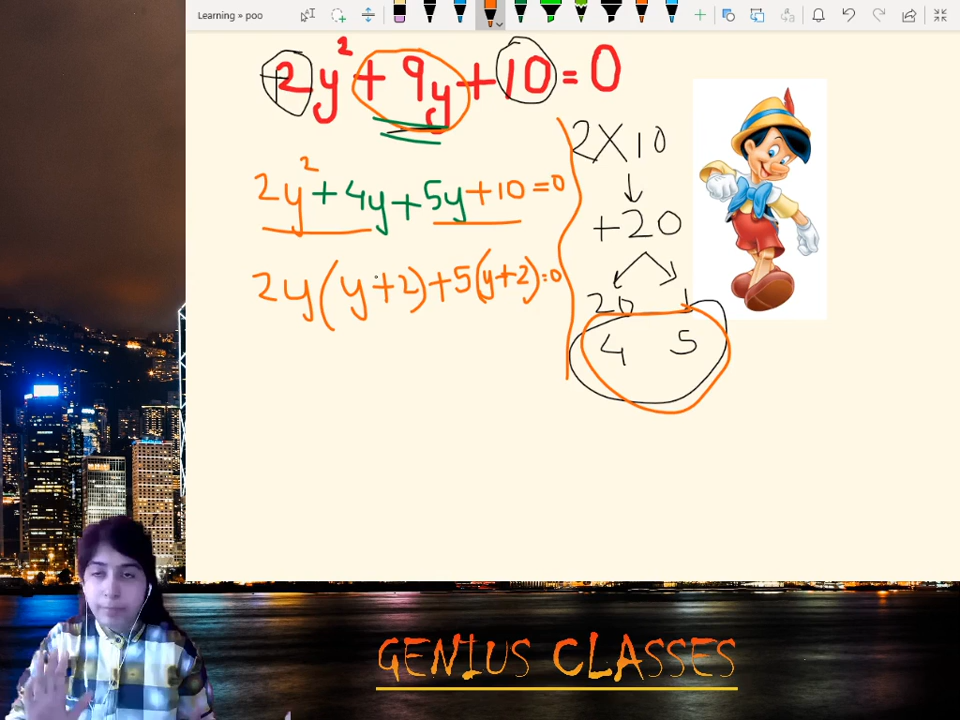 Learning » poo
+2y² + 9y + 10 = 0
2y² + 4y + 5y + 10 = 0
2y(y+2)+5(y+2)=0
2×10
+20
20 1
4 5
GENIUS CLASSES